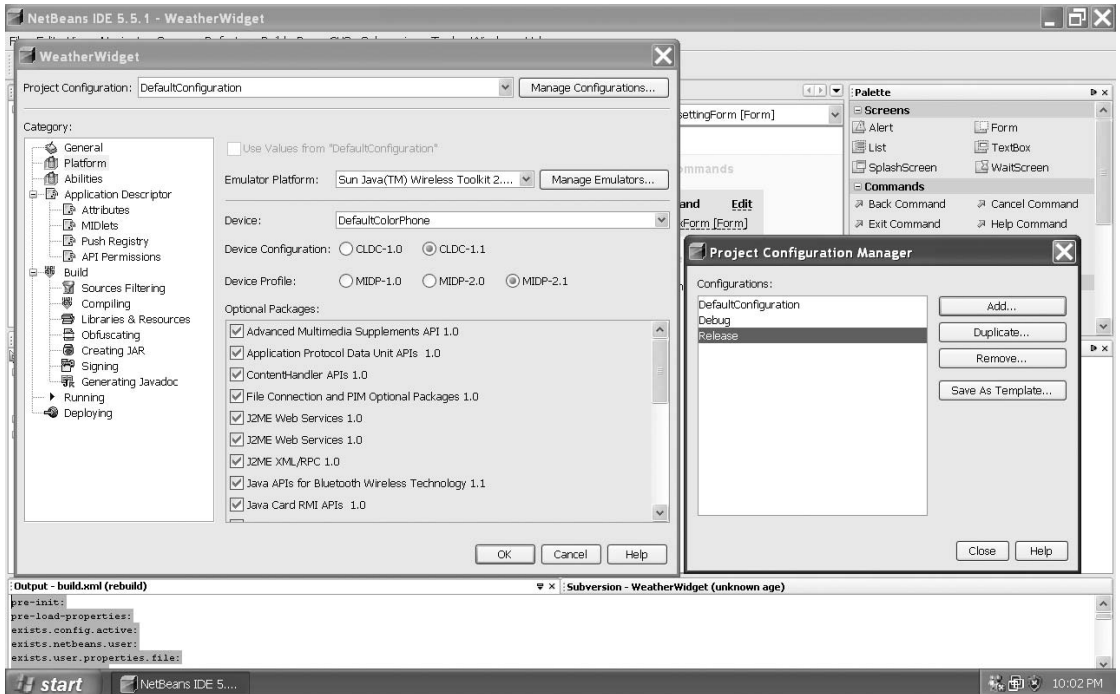 NetBeans IDE 5.5.1 - WeatherWidget
WeatherWidget
Project Configuration: DefaultConfiguration
Manage Configurations...
Category:
General
Platform
Abilities
Application Descriptor
Attributes
MIDlets
Push Registry
API Permissions
Build
Sources Filtering
Compiling
Libraries & Resources
Obfuscating
Creating JAR
Signing
Generating Javadoc
Running
Deploying
Use Values from "DefaultConfiguration"
Emulator Platform: Sun Java(TM) Wireless Toolkit 2.... Manage Emulators...
Device: DefaultColorPhone
Device Configuration: CLDC-1.0 CLDC-1.1
Device Profile: MIDP-1.0 MIDP-2.0 MIDP-2.1
Optional Packages:
Advanced Multimedia Supplements API 1.0
Application Protocol Data Unit APIs 1.0
ContentHandler APIs 1.0
File Connection and PIM Optional Packages 1.0
J2ME Web Services 1.0
J2ME Web Services 1.0
J2ME XML/RPC 1.0
Java APIs for Bluetooth Wireless Technology 1.1
Java Card RMI APIs 1.0
OK Cancel Help
settingForm [Form]
mmands
and Edit
xForm [Form]
Palette
Screens
Alert Form
List TextBox
SplashScreen WaitScreen
Commands
Back Command Cancel Command
Exit Command Help Command
Project Configuration Manager
Configurations:
DefaultConfiguration
Debug
Release
Add...
Duplicate...
Remove...
Save As Template...
Close Help
Output - build.xml (rebuild)
Subversion - WeatherWidget (unknown age)
pre-init:
pre-load-properties:
exists.config.active:
exists.netbeans.user:
exists.user.properties.file:
start
NetBeans IDE 5....
10:02 PM